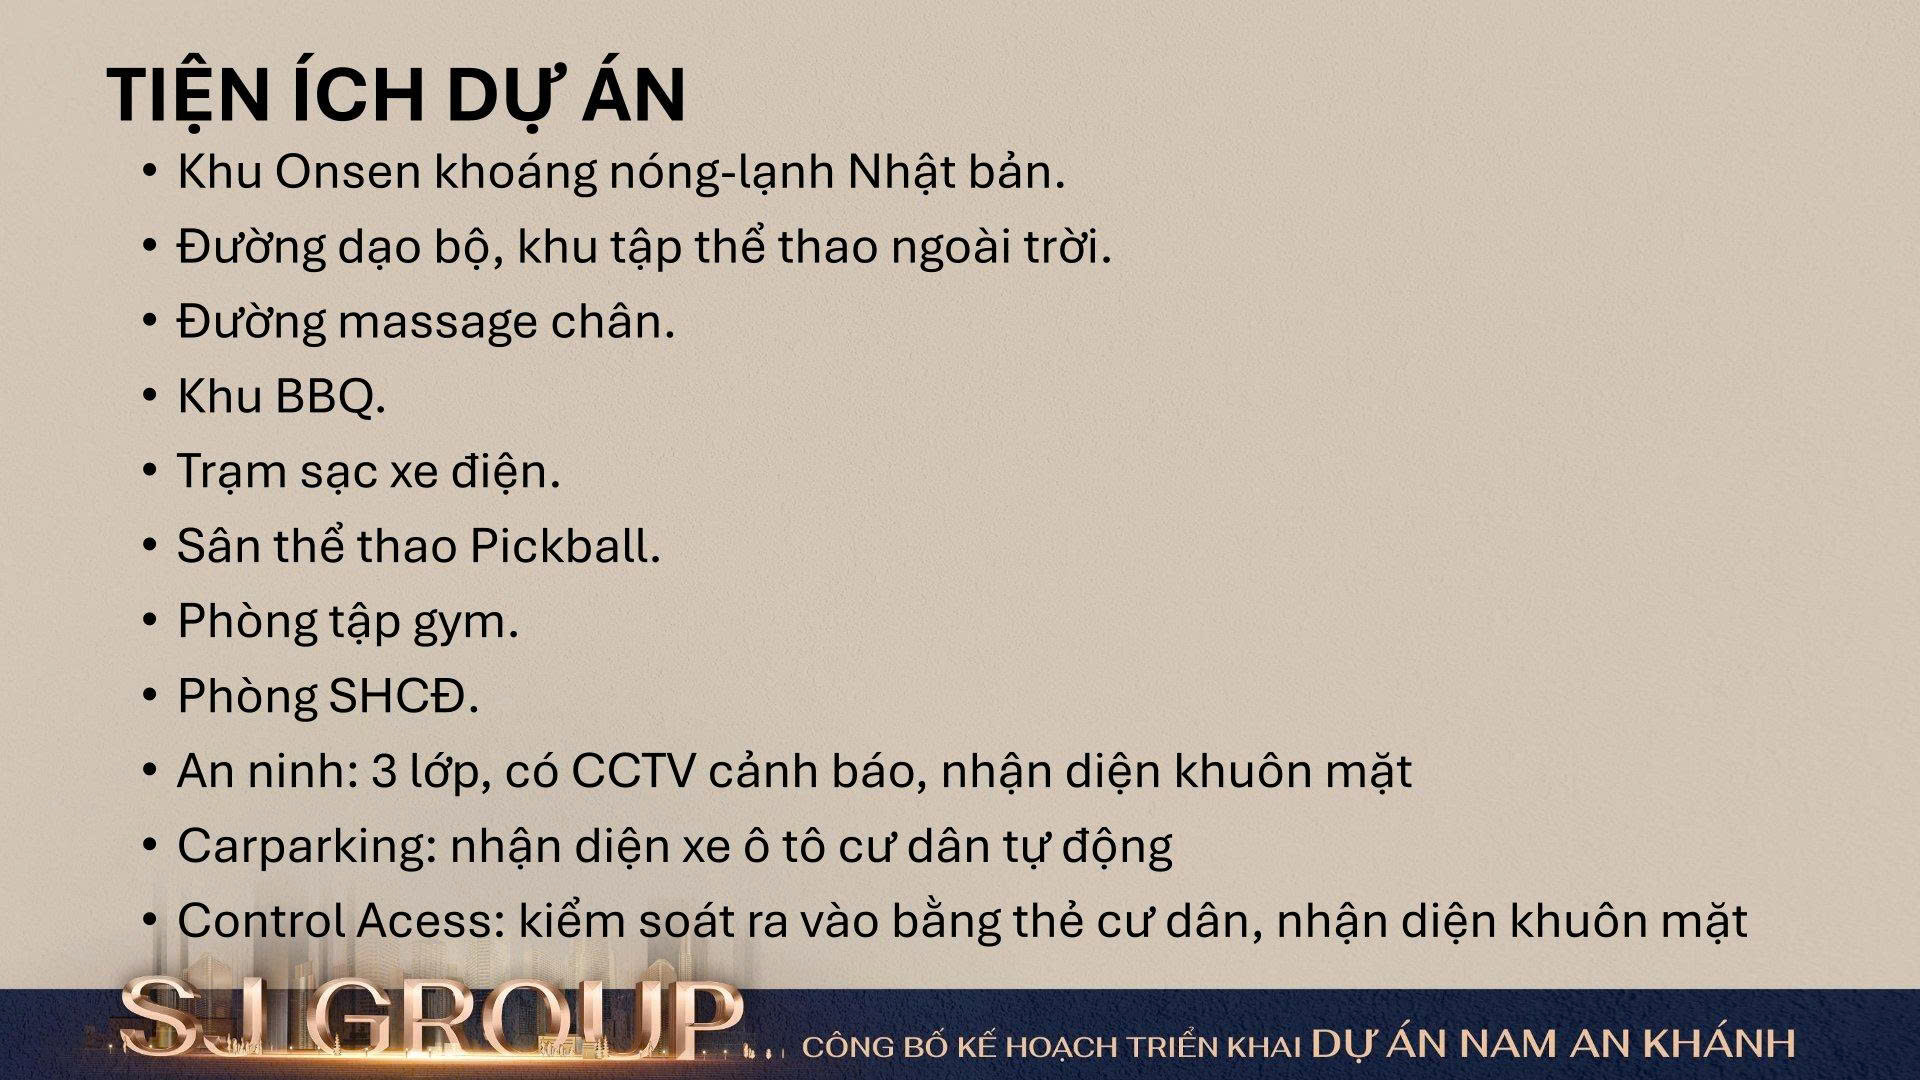 TIỆN ÍCH DỰ ÁN
• Khu Onsen khoáng nóng-lạnh Nhật bản.
• Đường dạo bộ, khu tập thể thao ngoài trời.
• Đường massage chân.
• Khu BBQ.
• Trạm sạc xe điện.
• Sân thể thao Pickball.
• Phòng tập gym.
• Phòng SHCĐ.
• An ninh: 3 lớp, có CCTV cảnh báo, nhận diện khuôn mặt
• Carparking: nhận diện xe ô tô cư dân tự động
• Control Acess: kiểm soát ra vào bằng thẻ cư dân, nhận diện khuôn mặt
SJ GROUP... CÔNG BỐ KẾ HOẠCH TRIỂN KHAI DỰ ÁN NAM AN KHÁNH